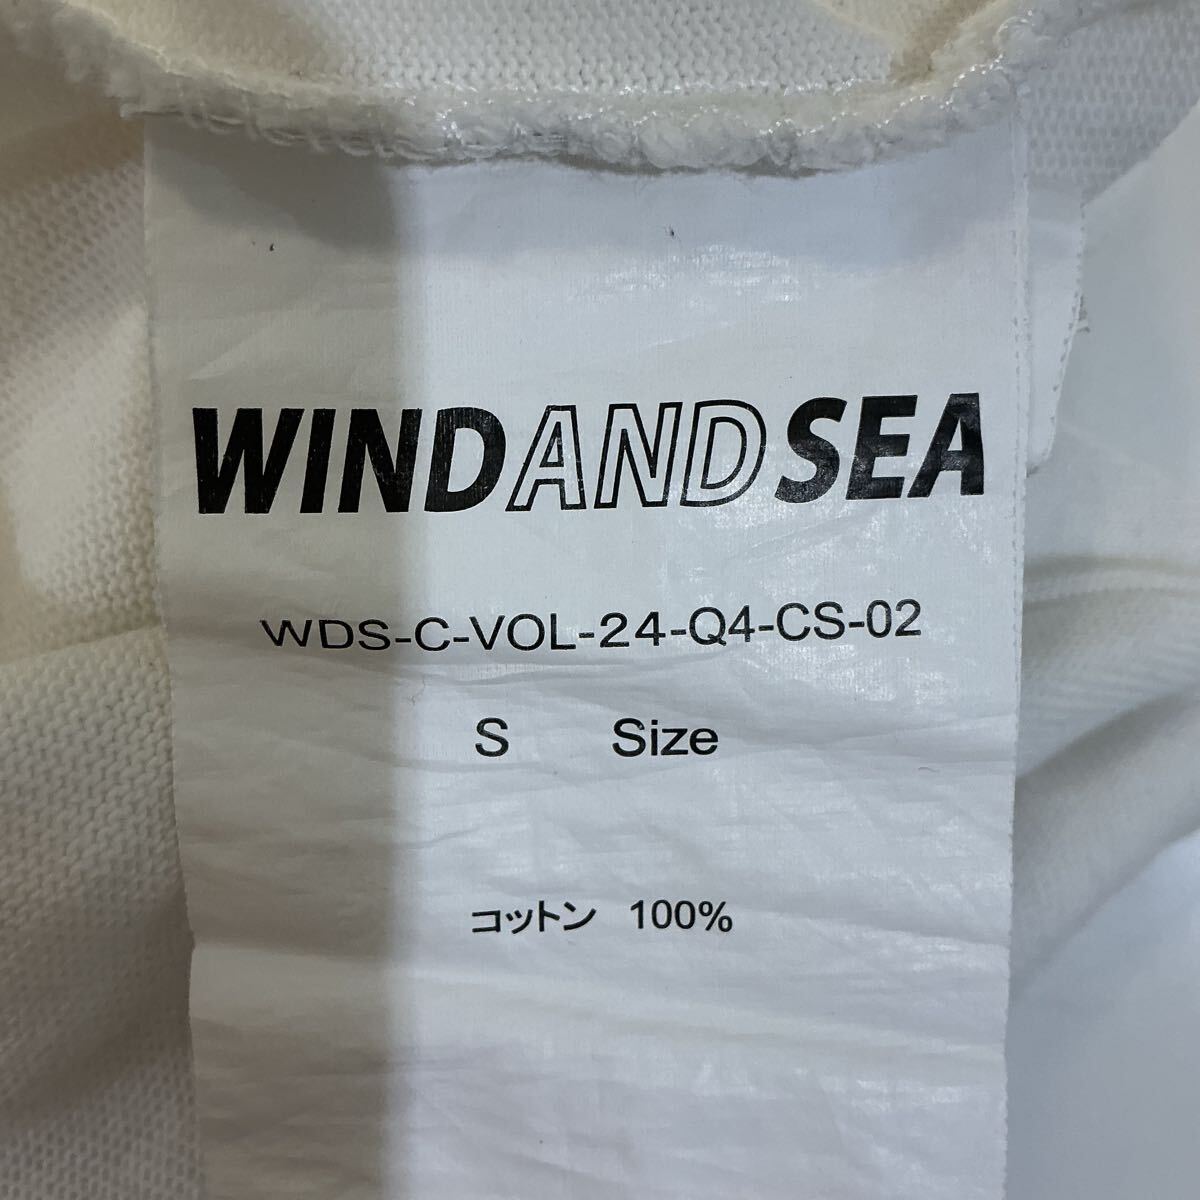 WINDANDSEA
WDS-C-VOL-24-Q4-CS-02
S Size
コットン 100%